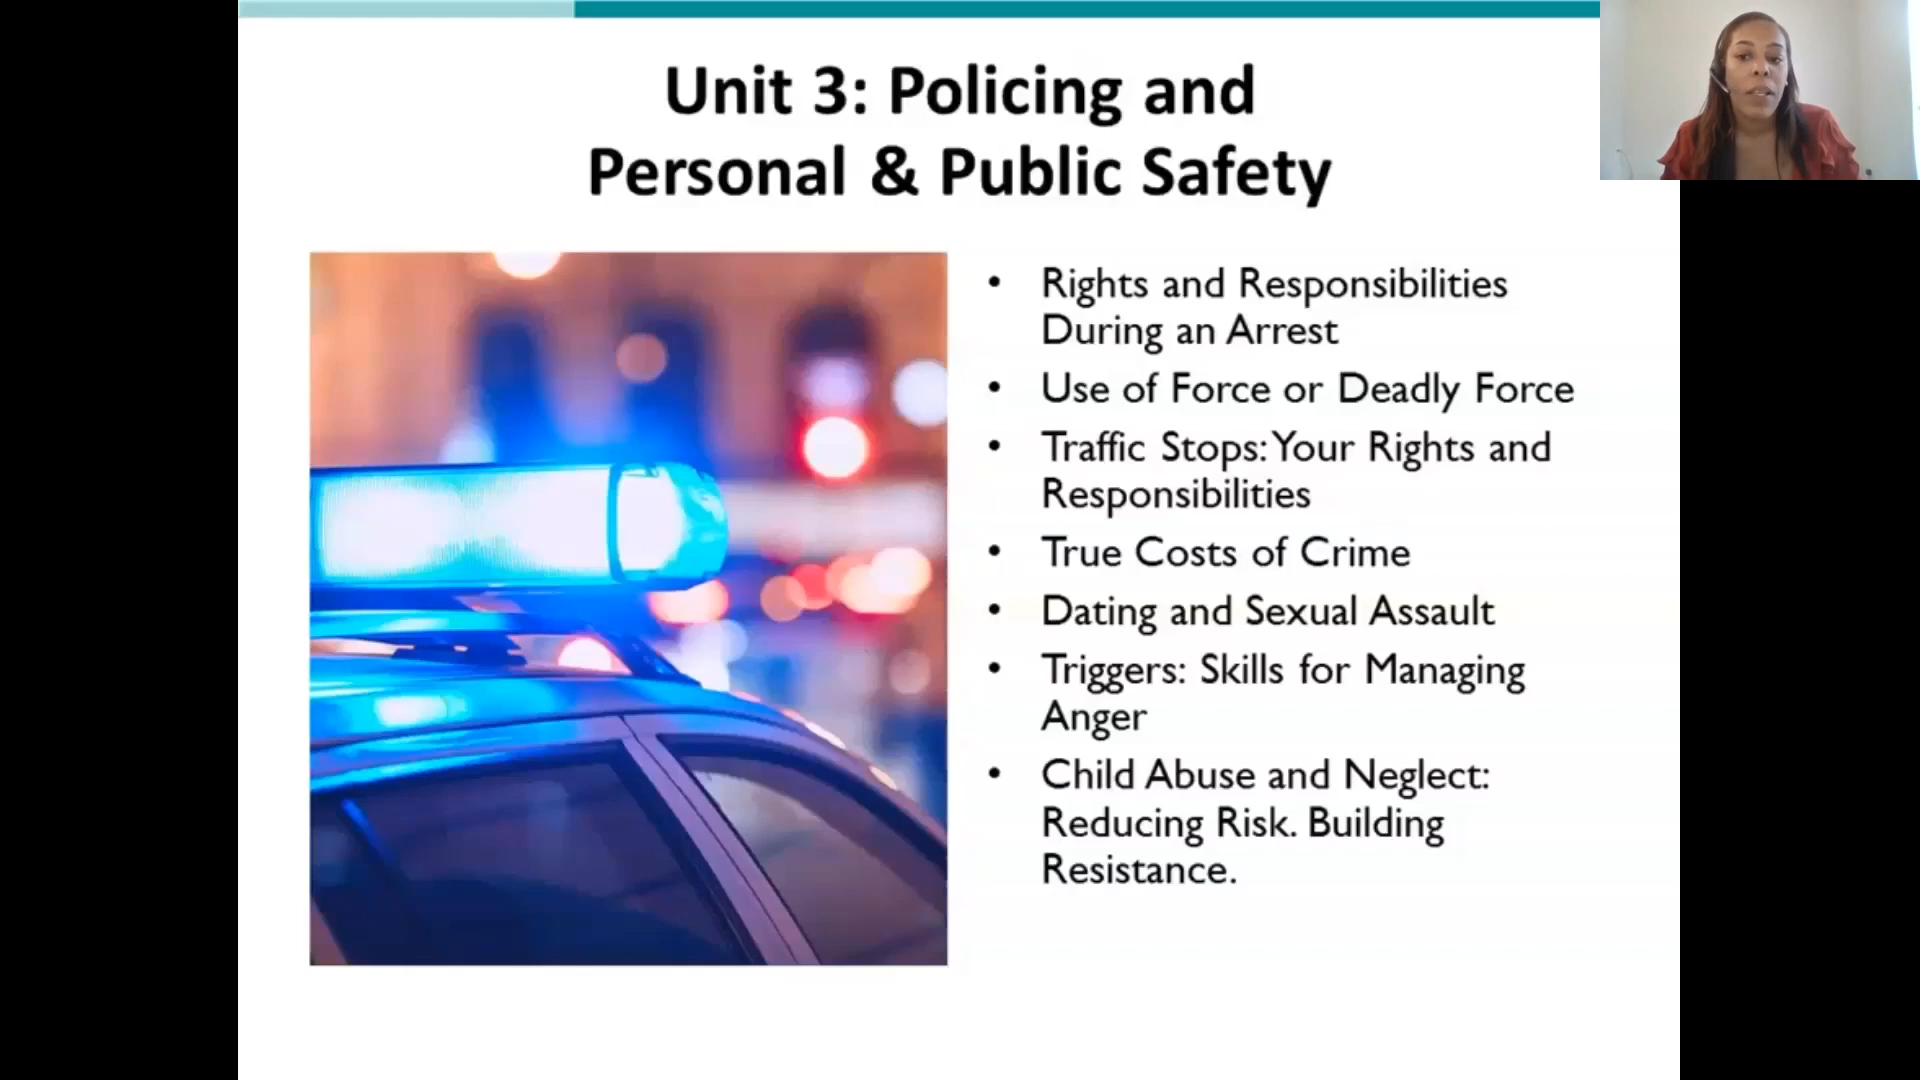 Unit 3: Policing and
Personal & Public Safety
• Rights and Responsibilities
During an Arrest
• Use of Force or Deadly Force
• Traffic Stops: Your Rights and
Responsibilities
• True Costs of Crime
• Dating and Sexual Assault
• Triggers: Skills for Managing
Anger
• Child Abuse and Neglect:
Reducing Risk. Building
Resistance.